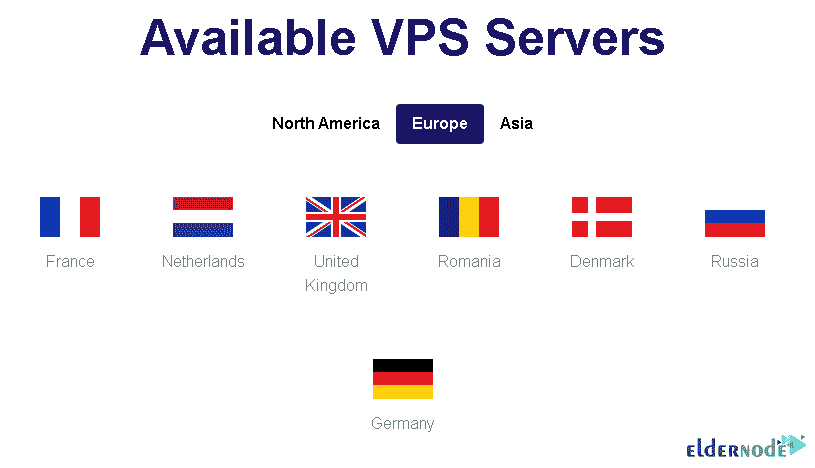 Available VPS Servers
North America Europe Asia
France Netherlands United Kingdom Romania Denmark Russia
Germany
ELDERNODE